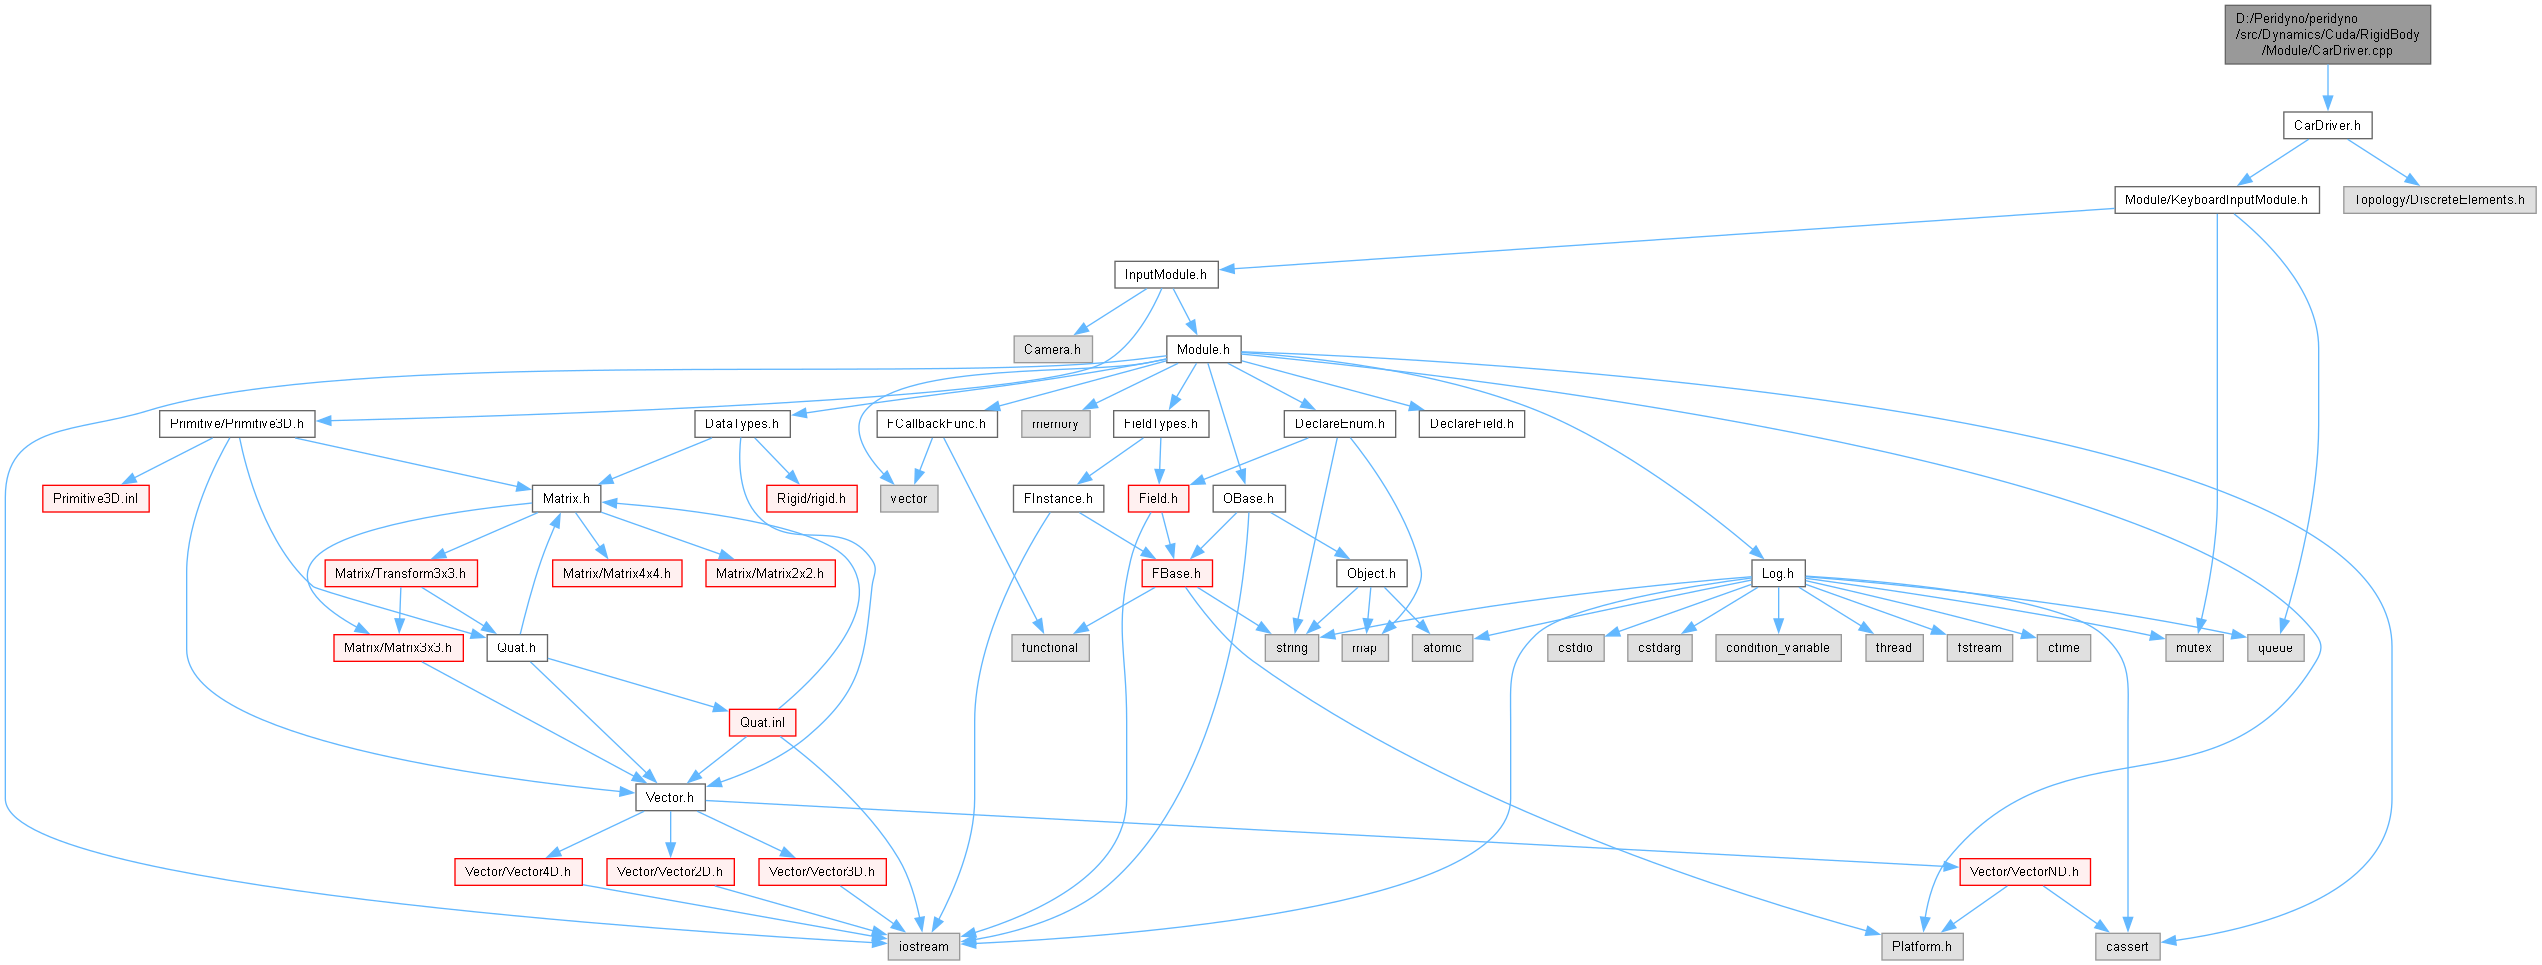 D:/Peridyno/peridyno
/src/Dynamics/Cuda/RigidBody
/Module/CarDriver.cpp
CarDriver.h
Module/KeyboardInputModule.h
Topology/DiscreteElements.h
InputModule.h
Camera.h
Module.h
Primitive/Primitive3D.h
DataTypes.h
FCallbackFunc.h
memory
FieldTypes.h
DeclareEnum.h
DeclareField.h
Primitive3D.inl
Matrix.h
Rigid/rigid.h
vector
FInstance.h
Field.h
OBase.h
Matrix/Transform3x3.h
Matrix/Matrix4x4.h
Matrix/Matrix2x2.h
FBase.h
Object.h
Log.h
Matrix/Matrix3x3.h
Quat.h
functional
string
map
atomic
cstdio
cstdarg
condition_variable
thread
fstream
ctime
mutex
queue
Quat.inl
Vector.h
Vector/Vector4D.h
Vector/Vector2D.h
Vector/Vector3D.h
Vector/VectorND.h
iostream
Platform.h
cassert